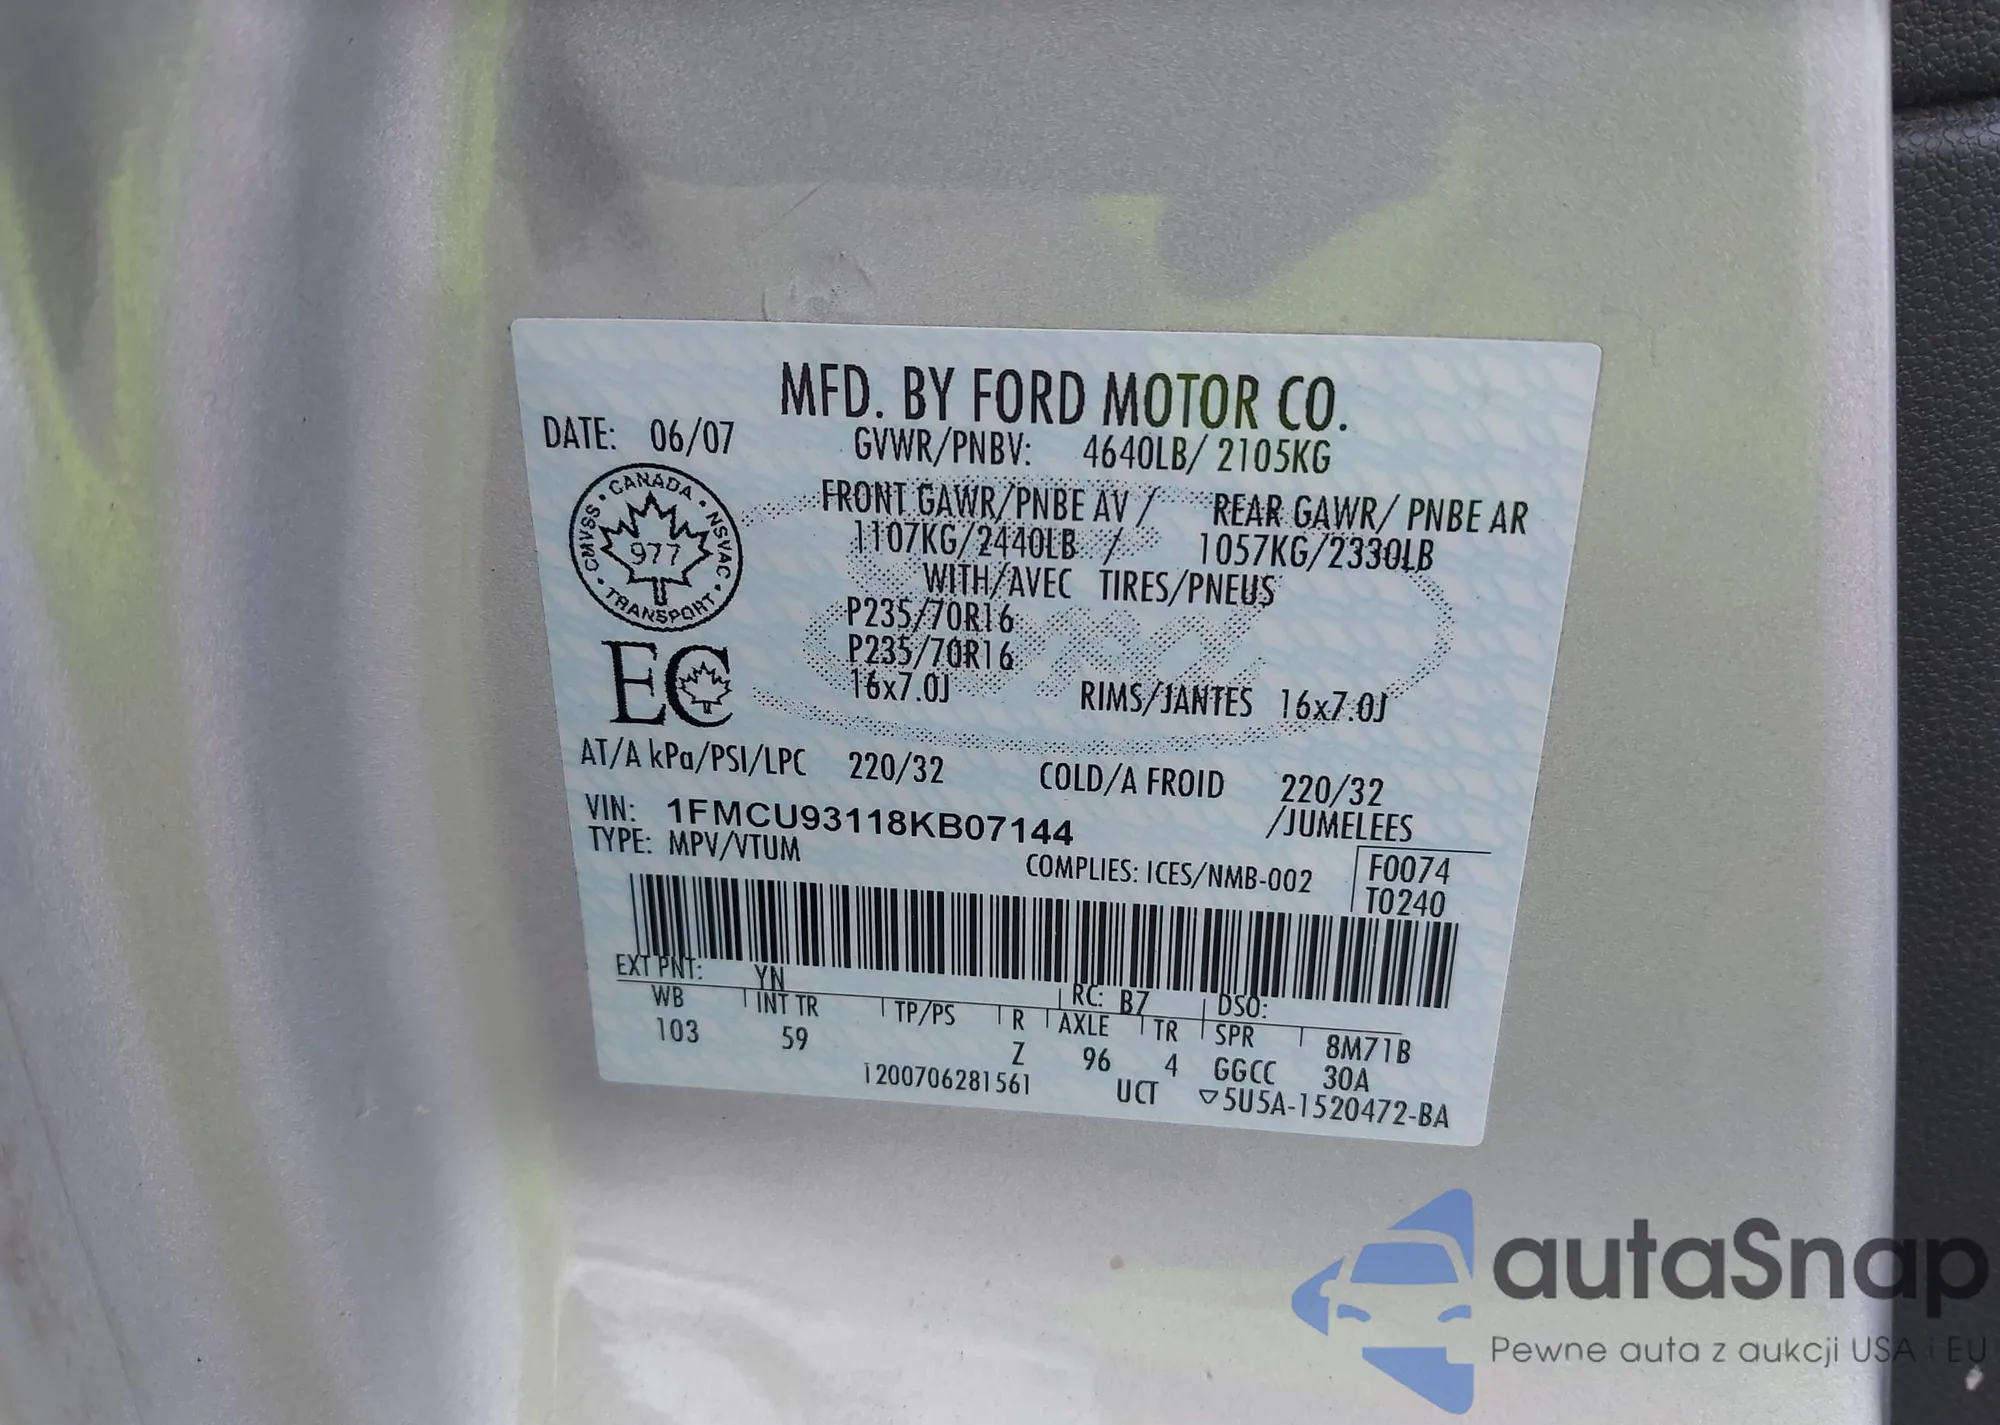 MFD. BY FORD MOTOR CO.
DATE: 06/07 GVWR/PNBV: 4640LB/ 2105KG
CANADA
CMVSS
NSVAC
977
TRANSPORT
FRONT GAWR/PNBE AV / REAR GAWR/ PNBE AR
1107KG/2440LB / 1057KG/2330LB
WITH/AVEC TIRES/PNEUS
P235/70R16
P235/70R16
EC
16x7.0J RIMS/JANTES 16x7.0J
AT/A kPa/PSI/LPC 220/32 COLD/A FROID 220/32
VIN: 1FMCU93118KB07144 /JUMELEES
TYPE: MPV/VTUM
COMPLIES: ICES/NMB-002 F0074
T0240
EXT PNT: YN RC: B7 DSO:
WB INT TR TP/PS R AXLE TR SPR 8M71B
103 59 Z 96 4 GGCC 30A
1200706281561 UCT ▽5U5A-1520472-BA
autaSnap
Pewne auta z aukcji USA i EU